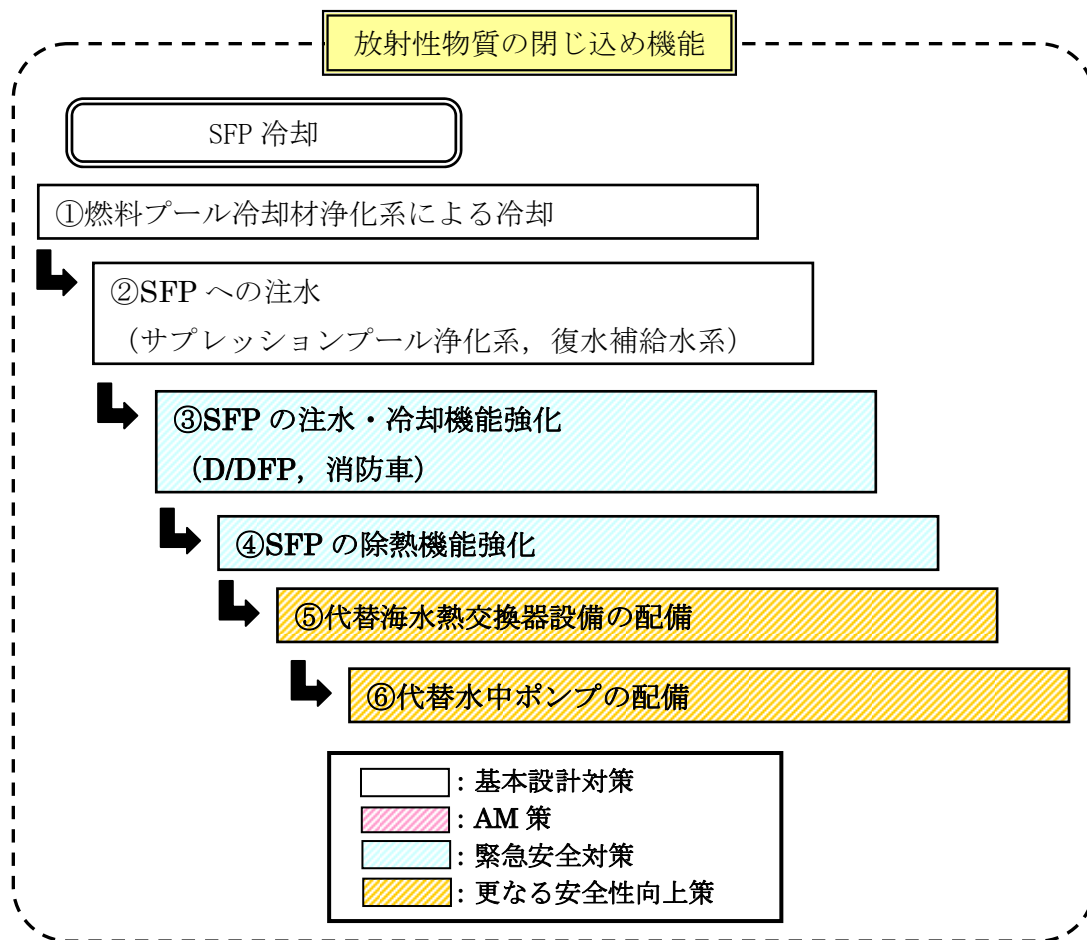 放射性物質の閉じ込め機能
SFP 冷却
①燃料プール冷却材浄化系による冷却
②SFP への注水
（サプレッションプール浄化系，復水補給水系）
③SFP の注水・冷却機能強化
（D/DFP，消防車）
④SFP の除熱機能強化
⑤代替海水熱交換器設備の配備
⑥代替水中ポンプの配備
：基本設計対策
：AM 策
：緊急安全対策
：更なる安全性向上策